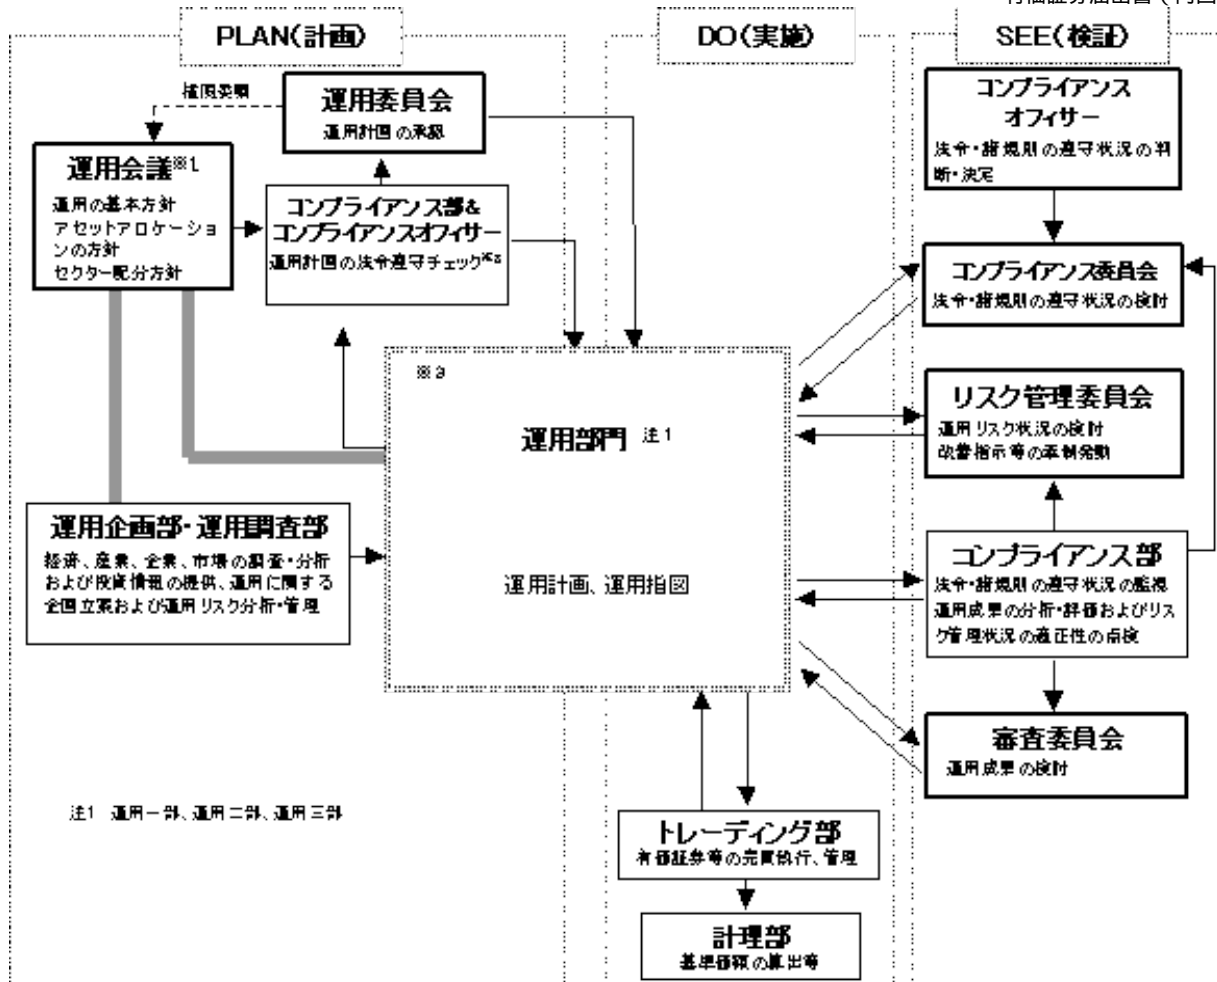 PLAN(計画)
DO(実施)
SEE(検証)
権限委譲
運用委員会
運用計画の承認
運用会議※1
運用の基本方針
アセットアロケーショ
ンの方針
セクター配分方針
コンプライアンス部&
コンプライアンスオフィサー
運用計画の法令遵守チェック
コンプライアンス
オフィサー
法令・諸規則の遵守状況の判
断・決定
コンプライアンス委員会
法令・諸規則の遵守状況の検討
※3
運用部門 注1
運用計画、運用指図
リスク管理委員会
運用リスク状況の検討
改善指示等の牽制発動
運用企画部・運用調査部
経済、産業、企業、市場の調査・分析
および投資情報の提供、運用に関する
企画立案および運用リスク分析・管理
コンプライアンス部
法令・諸規則の遵守状況の監視
運用成果の分析・評価およびリス
ク管理状況の適正性の点検
審査委員会
運用成果の検討
注1 運用一部、運用二部、運用三部
トレーディング部
有価証券等の売買執行、管理
計理部
基準価額の算出等